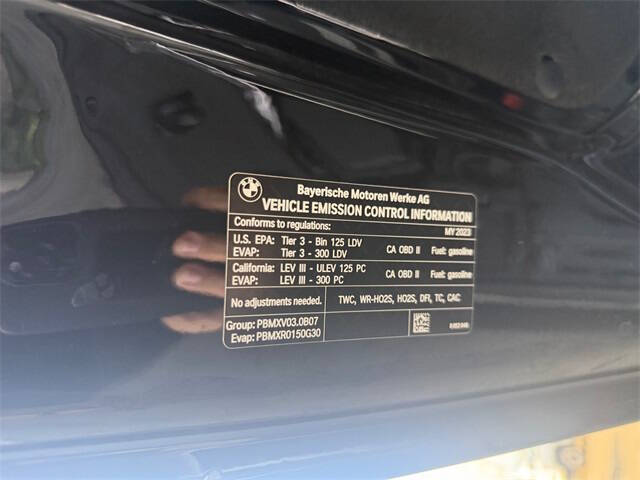 BMW
Bayerische Motoren Werke AG
VEHICLE EMISSION CONTROL INFORMATION
Conforms to regulations: MY 2023
U.S. EPA: Tier 3 - Bin 125 LDV CA OBD II Fuel: gasoline
EVAP: Tier 3 - 300 LDV
California: LEV III - ULEV 125 PC CA OBD II Fuel: gasoline
EVAP: LEV III - 300 PC
No adjustments needed. TWC, WR-HO2S, HO2S, DFI, TC, CAC
Group: PBMXV03.0B07
Evap: PBMXR0150G30